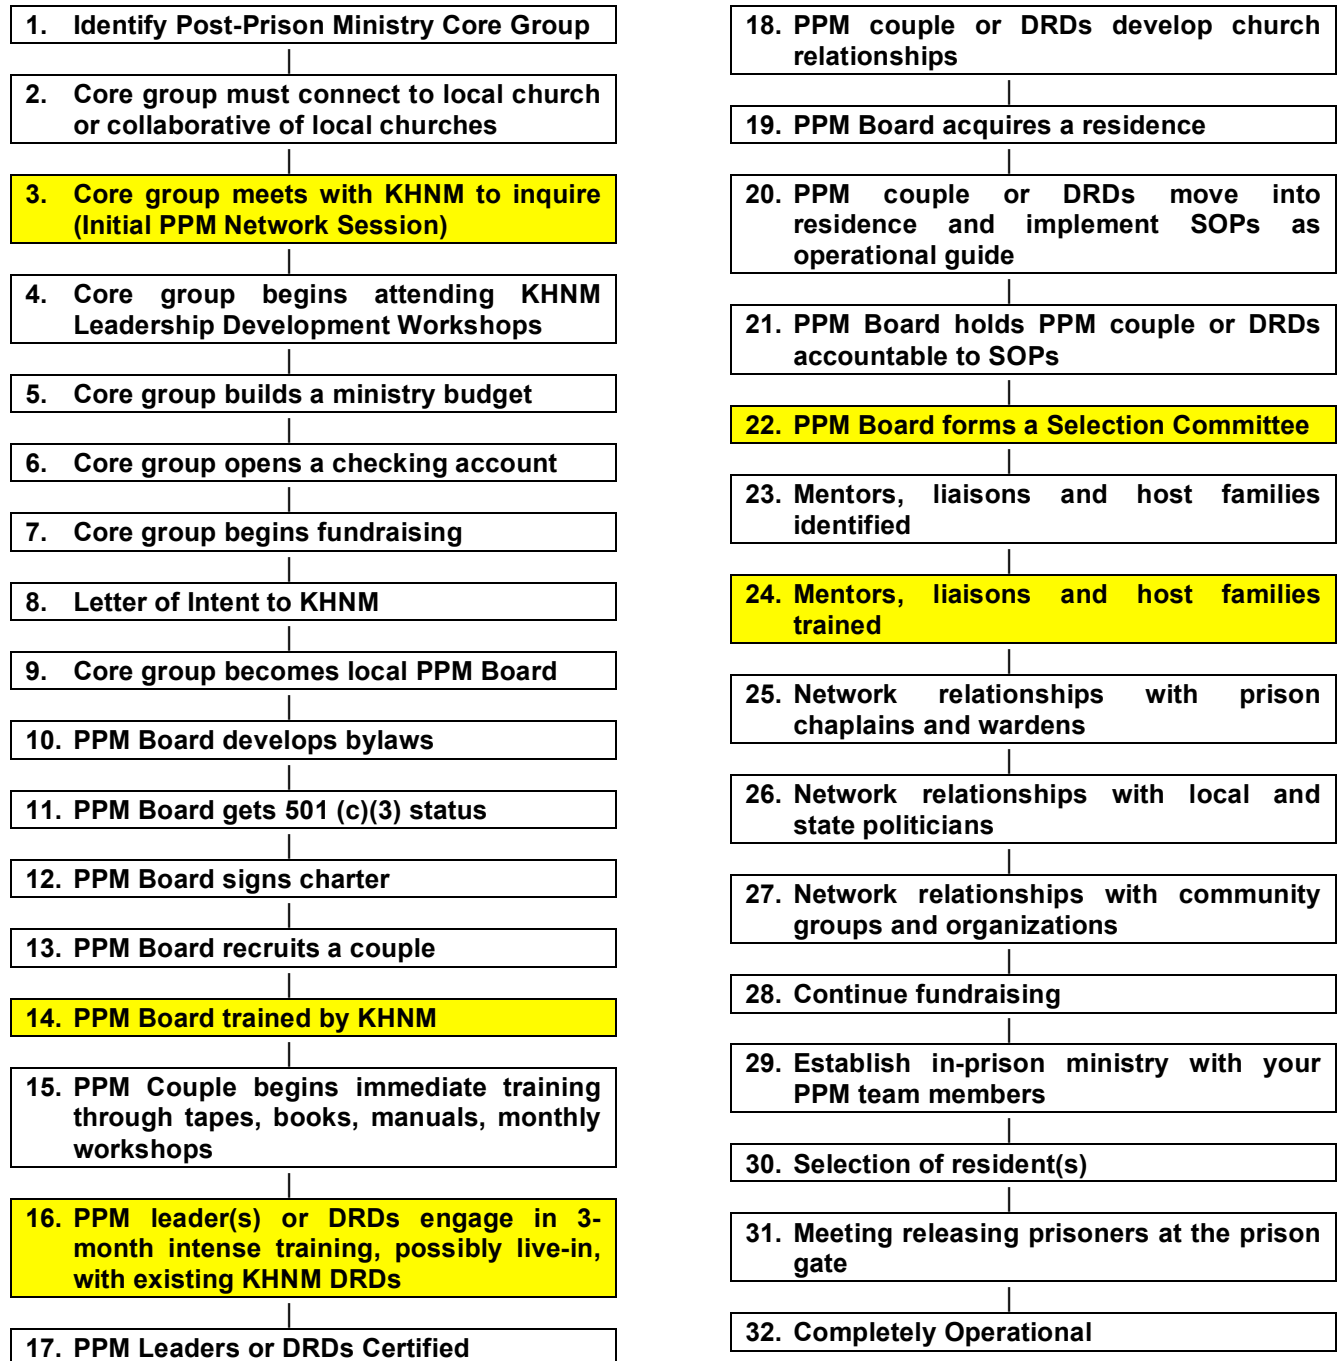 1. Identify Post-Prison Ministry Core Group
2. Core group must connect to local church
or collaborative of local churches
3. Core group meets with KHNM to inquire
(Initial PPM Network Session)
4. Core group begins attending KHNM
Leadership Development Workshops
5. Core group builds a ministry budget
6. Core group opens a checking account
7. Core group begins fundraising
8. Letter of Intent to KHNM
9. Core group becomes local PPM Board
10. PPM Board develops bylaws
11. PPM Board gets 501 (c)(3) status
12. PPM Board signs charter
13. PPM Board recruits a couple
14. PPM Board trained by KHNM
15. PPM Couple begins immediate training
through tapes, books, manuals, monthly
workshops
16. PPM leader(s) or DRDs engage in 3-
month intense training, possibly live-in,
with existing KHNM DRDs
17. PPM Leaders or DRDs Certified
18. PPM couple or DRDs develop church
relationships
19. PPM Board acquires a residence
20. PPM couple or DRDs move into
residence and implement SOPs as
operational guide
21. PPM Board holds PPM couple or DRDs
accountable to SOPs
22. PPM Board forms a Selection Committee
23. Mentors, liaisons and host families
identified
24. Mentors, liaisons and host families
trained
25. Network relationships with prison
chaplains and wardens
26. Network relationships with local and
state politicians
27. Network relationships with community
groups and organizations
28. Continue fundraising
29. Establish in-prison ministry with your
PPM team members
30. Selection of resident(s)
31. Meeting releasing prisoners at the prison
gate
32. Completely Operational